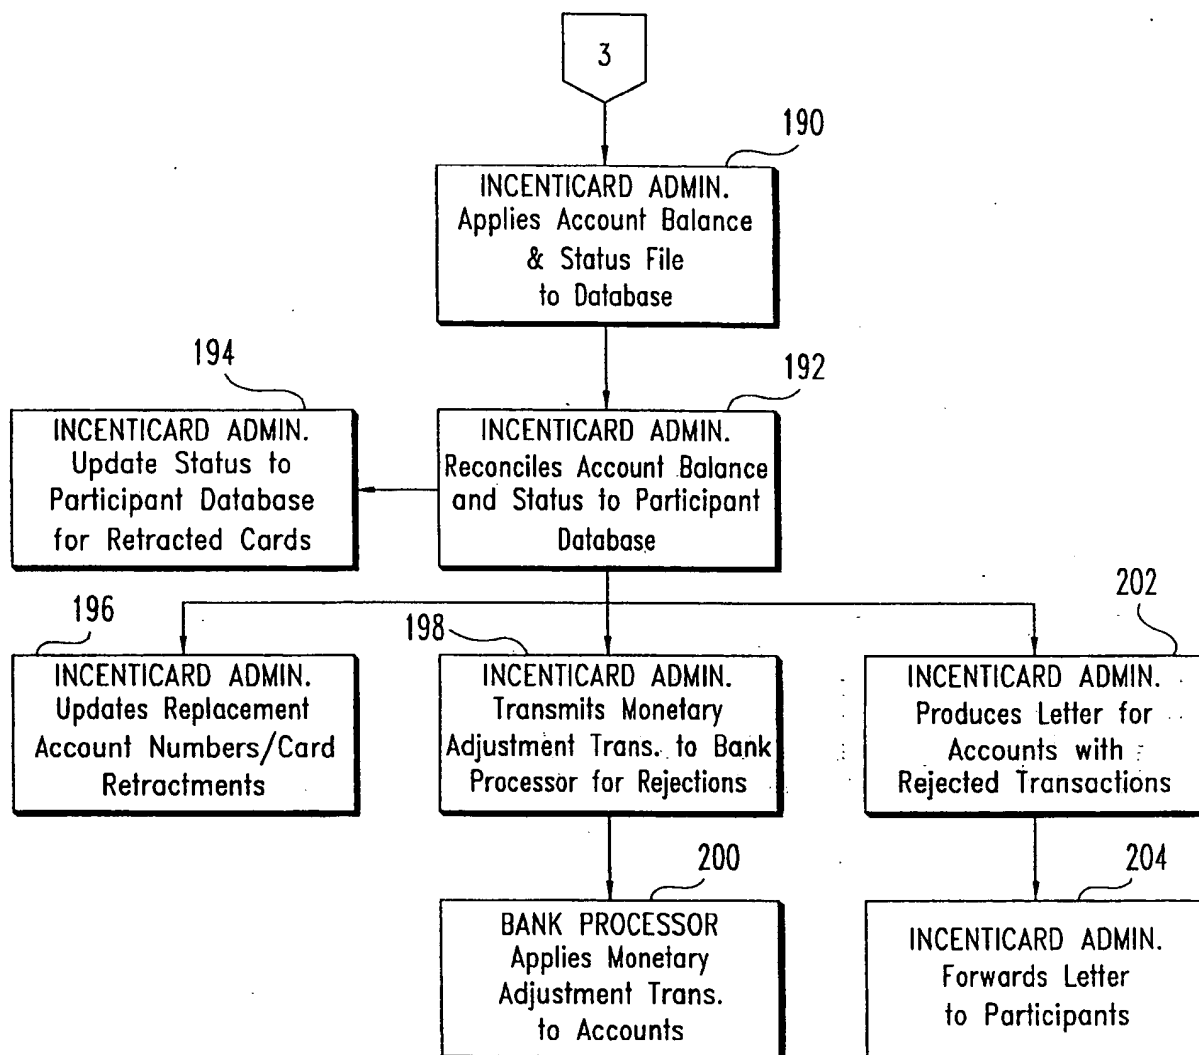 3
190
INCENTICARD ADMIN.
Applies Account Balance
& Status File
to Database
194
192
INCENTICARD ADMIN.
Update Status to
Participant Database
for Retracted Cards
INCENTICARD ADMIN.
Reconciles Account Balance
and Status to Participant
Database
196
198
202
INCENTICARD ADMIN.
Updates Replacement
Account Numbers/Card
Retractments
INCENTICARD ADMIN.
Transmits Monetary
Adjustment Trans. to Bank
Processor for Rejections
INCENTICARD ADMIN.
Produces Letter for
Accounts with
Rejected Transactions
200
204
BANK PROCESSOR
Applies Monetary
Adjustment Trans.
to Accounts
INCENTICARD ADMIN.
Forwards Letter
to Participants